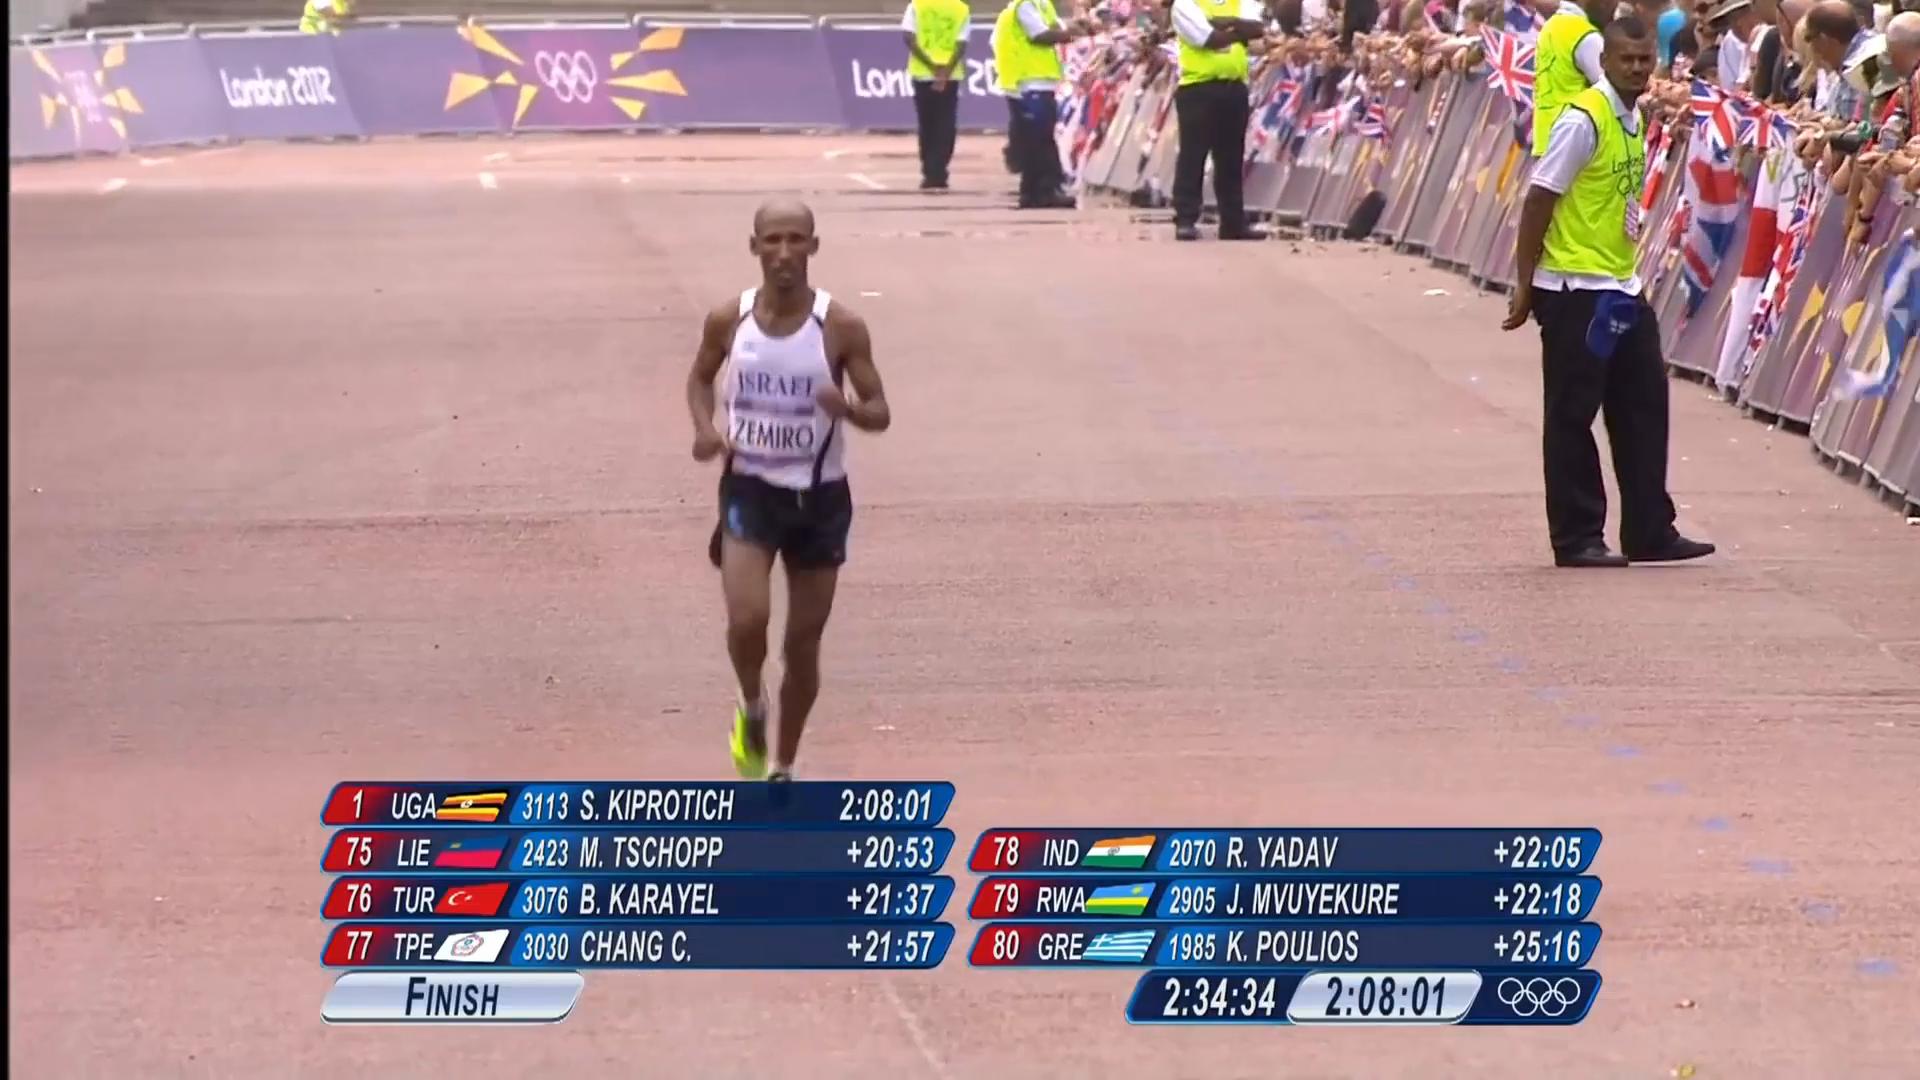 London 2012
London 20
London
ISRAEL
ZEMIRO
1 UGA 3113 S. KIPROTICH 2:08:01
75 LIE 2423 M. TSCHOPP +20:53
76 TUR 3076 B. KARAYEL +21:37
77 TPE 3030 CHANG C. +21:57
78 IND 2070 R. YADAV +22:05
79 RWA 2905 J. MVUYEKURE +22:18
80 GRE 1985 K. POULIOS +25:16
FINISH
2:34:34 2:08:01